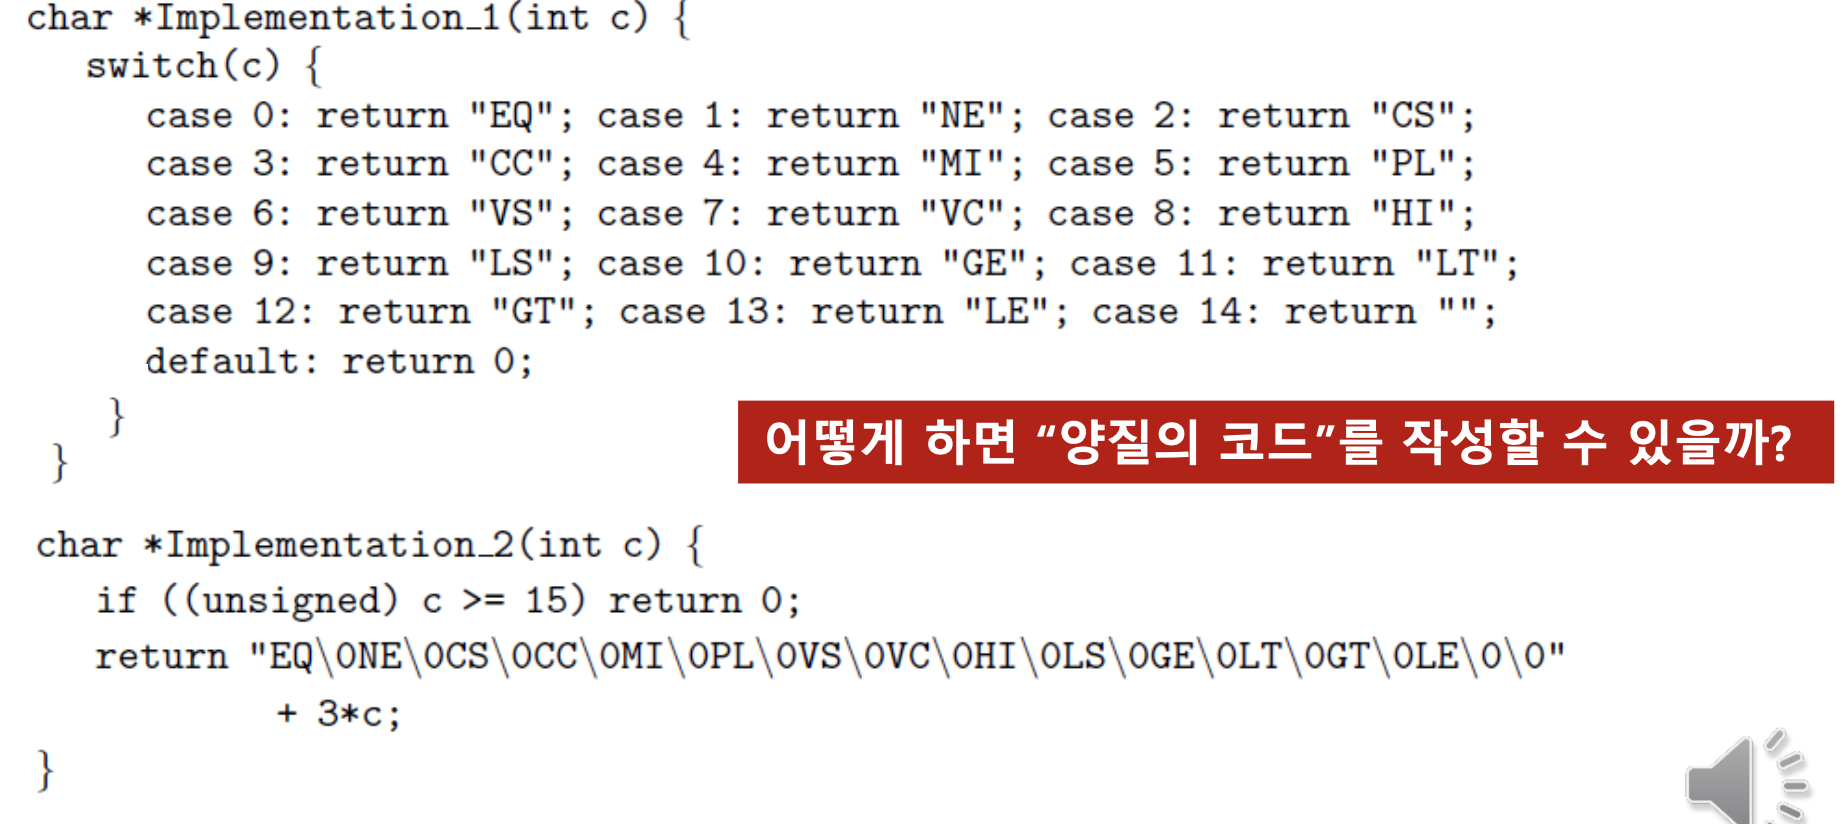 char *Implementation_1(int c) {
switch(c) {
case 0: return "EQ"; case 1: return "NE"; case 2: return "CS";
case 3: return "CC"; case 4: return "MI"; case 5: return "PL";
case 6: return "VS"; case 7: return "VC"; case 8: return "HI";
case 9: return "LS"; case 10: return "GE"; case 11: return "LT";
case 12: return "GT"; case 13: return "LE"; case 14: return "";
default: return 0;
}
}
어떻게 하면 “양질의 코드”를 작성할 수 있을까?
char *Implementation_2(int c) {
if ((unsigned) c >= 15) return 0;
return "EQ\0NE\0CS\0CC\0MI\0PL\0VS\0VC\0HI\0LS\0GE\0LT\0GT\0LE\0\0"
+ 3*c;
}